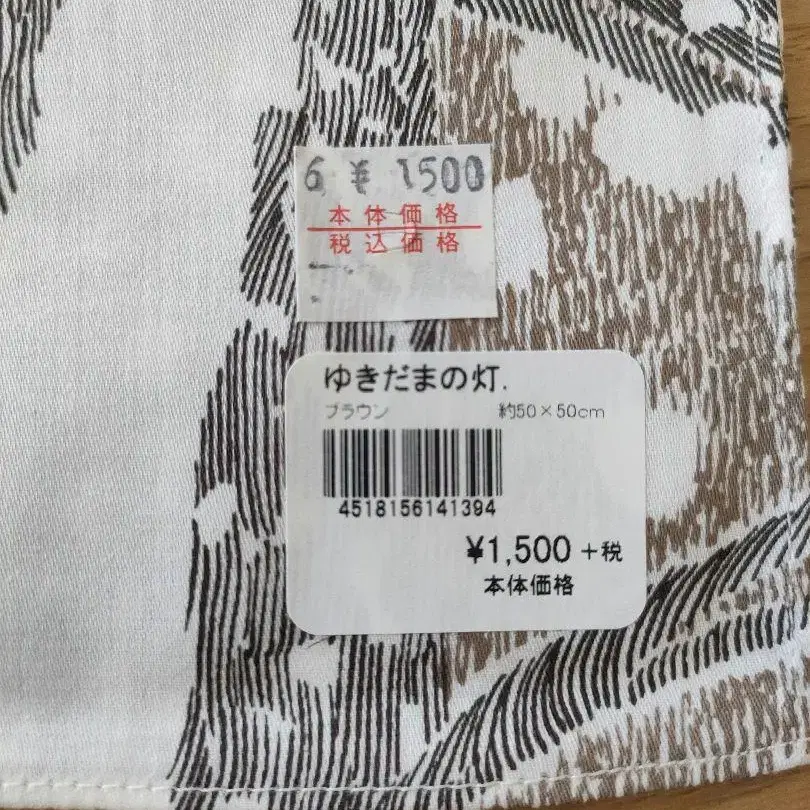 6 ¥ 1500
本体価格
税込価格
ゆきだまの灯.
ブラウン 約50×50cm
4518156141394
¥1,500+税
本体価格